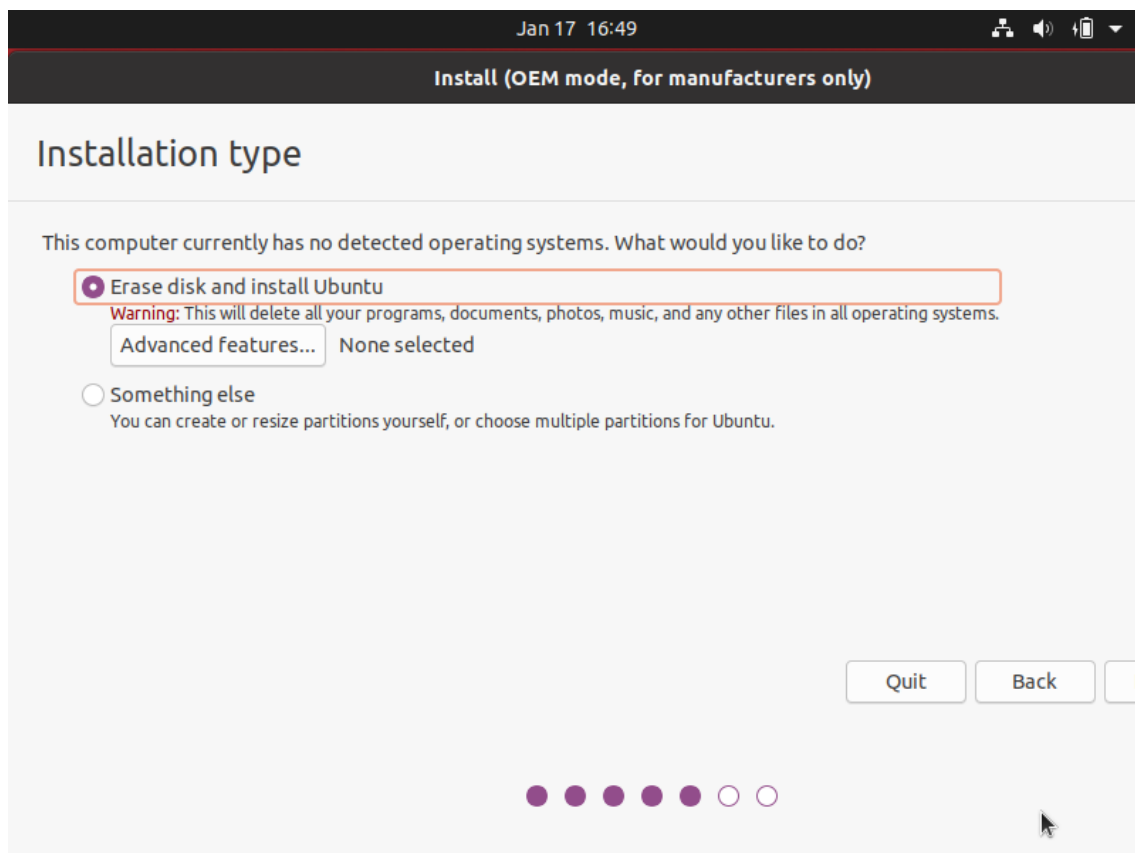 Jan 17 16:49
Install (OEM mode, for manufacturers only)
Installation type
This computer currently has no detected operating systems. What would you like to do?
Erase disk and install Ubuntu
Warning: This will delete all your programs, documents, photos, music, and any other files in all operating systems.
Advanced features... None selected
Something else
You can create or resize partitions yourself, or choose multiple partitions for Ubuntu.
Quit Back